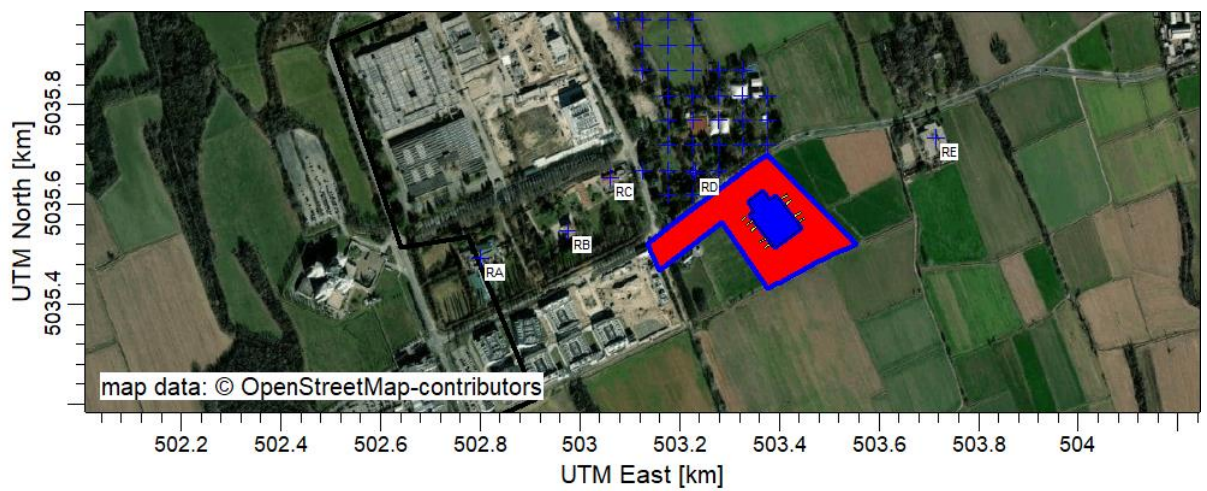 5035.8
5035.6
5035.4
UTM North [km]
RE
RD
RC
RB
RA
map data: © OpenStreetMap-contributors
502.2 502.4 502.6 502.8 503 503.2 503.4 503.6 503.8 504
UTM East [km]